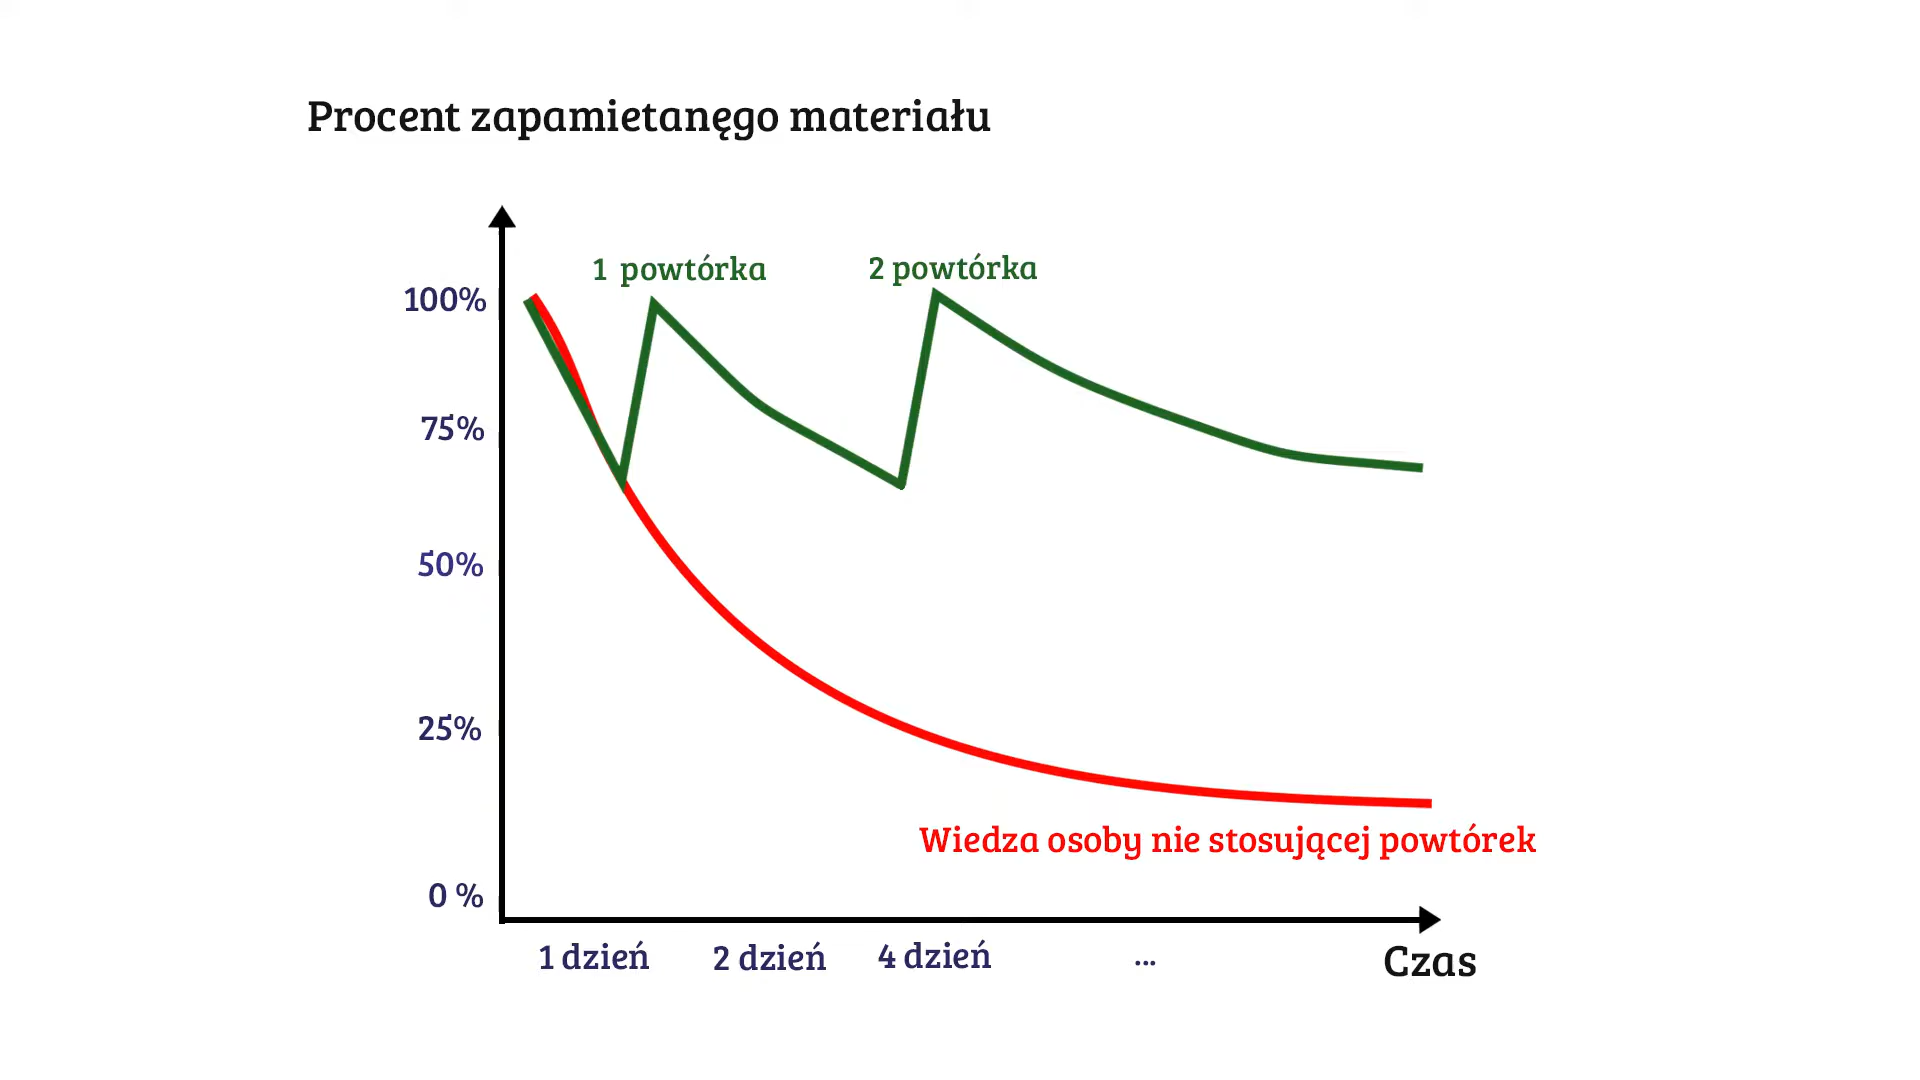 Procent zapamietanęgo materiału
1 powtórka
2 powtórka
100%
75%
50%
25%
Wiedza osoby nie stosującej powtórek
0 %
1 dzień
2 dzień
4 dzień
...
Czas